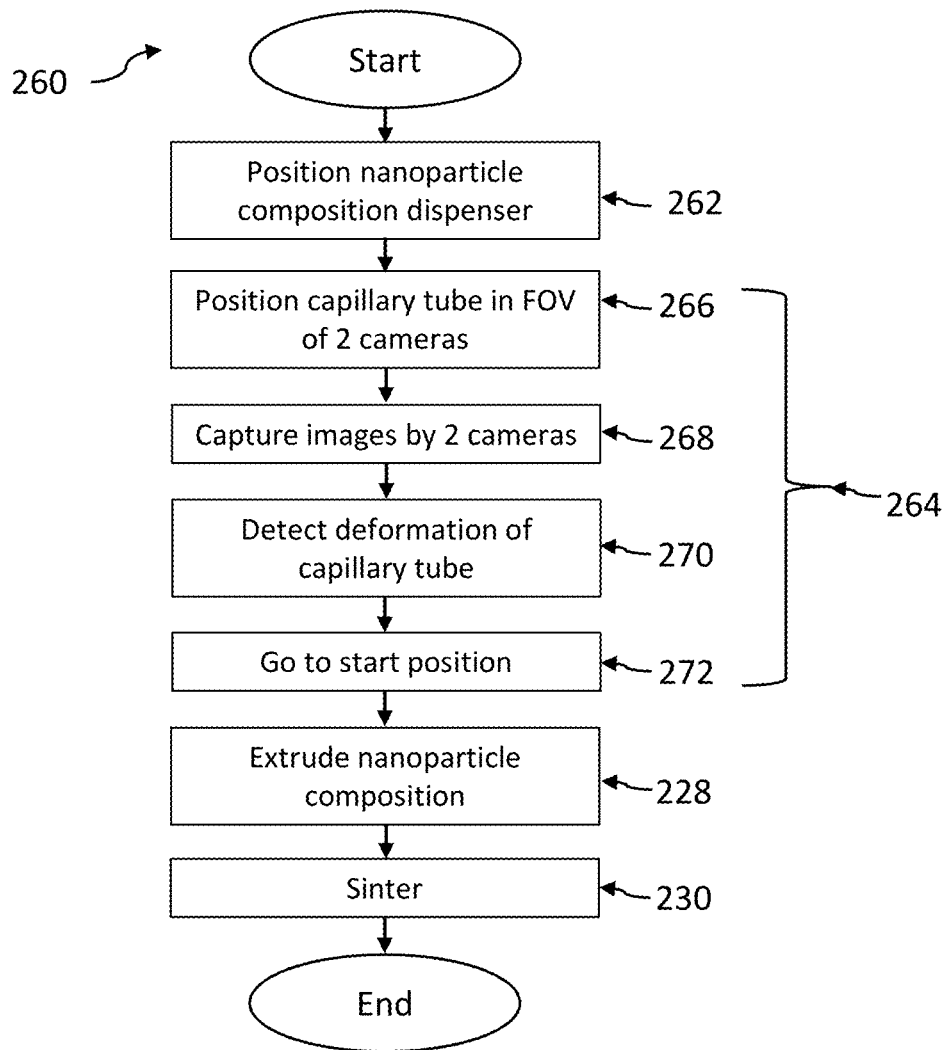 260
Start
Position nanoparticle
composition dispenser
262
Position capillary tube in FOV
of 2 cameras
266
Capture images by 2 cameras
268
264
Detect deformation of
capillary tube
270
Go to start position
272
Extrude nanoparticle
composition
228
Sinter
230
End